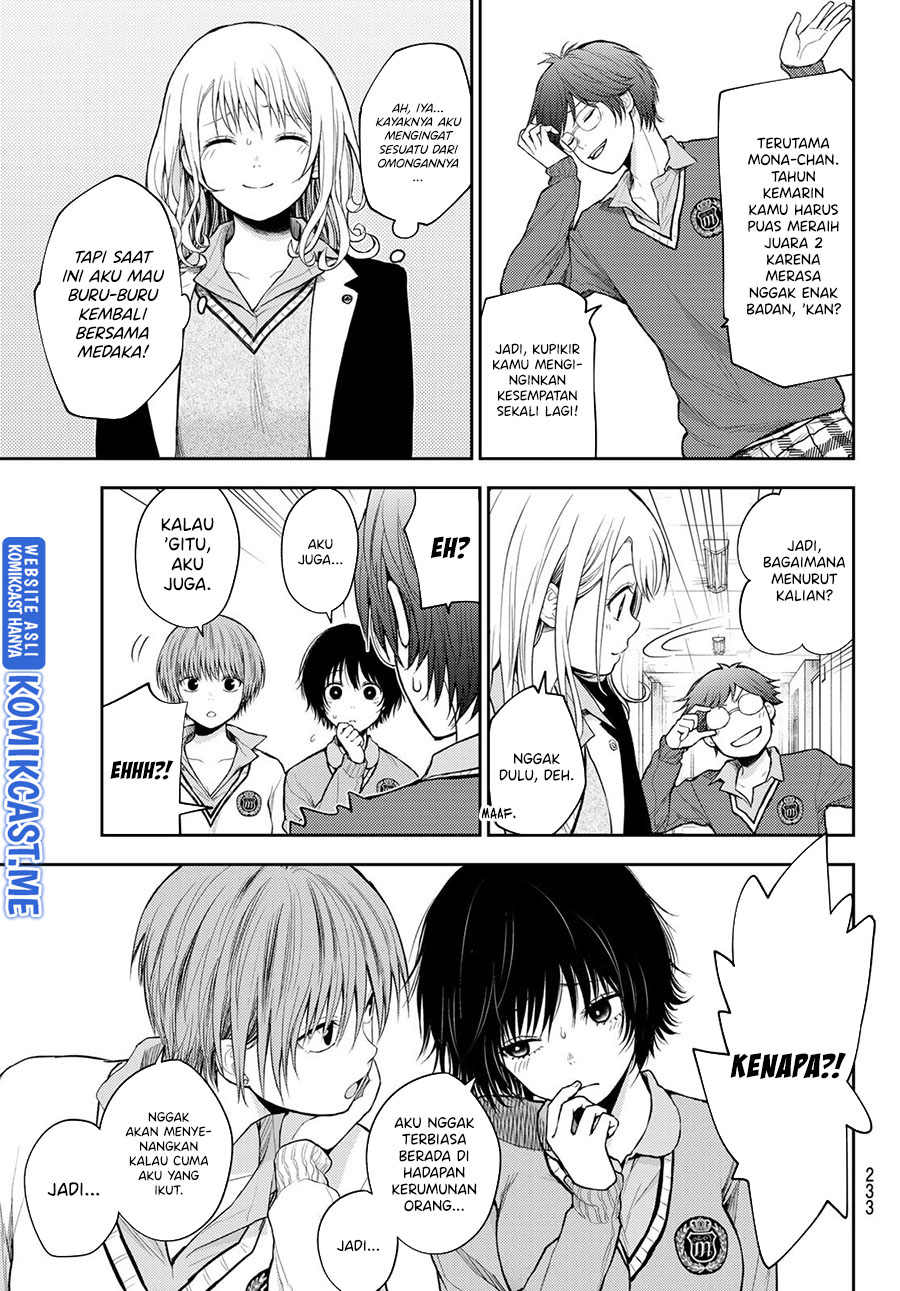 TERUTAMA
MONA-CHAN.
TAHUN
KEMARIN
KAMU HARUS
PUAS MERAIH
JUARA 2
KARENA
MERASA
NGGAK ENAK
BADAN, 'KAN?
JADI, KUPIKIR
KAMU MENGI-
NGINKAN
KESEMPATAN
SEKALI LAGI!
AH, IYA...
KAYAKNYA AKU
MENGINGAT
SESUATU DARI
OMONGANNYA
...
TAPI SAAT
INI AKU MAU
BURU-BURU
KEMBALI
BERSAMA
MEDAKA!
JADI,
BAGAIMANA
MENURUT
KALIAN?
NGGAK
DULU, DEH.
MAAF.
EH?
AKU
JUGA...
KALAU
'GITU,
AKU
JUGA.
EHHH?!
KENAPA?!
AKU NGGAK
TERBIASA
BERADA DI
HADAPAN
KERUMUNAN
ORANG...
JADI...
NGGAK
AKAN MENYE-
NANGKAN
KALAU CUMA
AKU YANG
IKUT.
JADI...
233
WEBSITE ASLI
KOMIKCAST HANYA
KOMIKCAST.ME